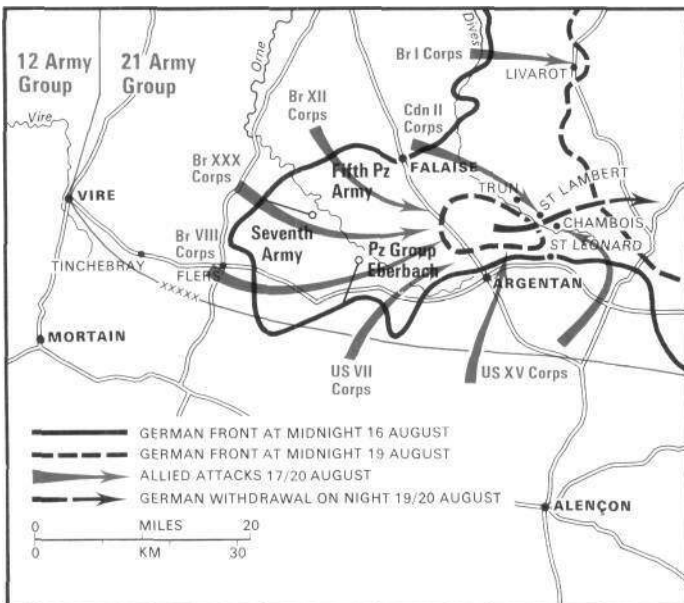 12 Army
Group
21 Army
Group
Vire
Orne
Dives
Br I Corps
LIVAROT
Br XII
Corps
Cdn II
Corps
Br XXX
Corps
Fifth Pz
Army
FALAISE
TRUN
ST LAMBERT
VIRE
CHAMBOIS
Seventh
Army
Br VIII
Corps
Pz Group
Eberbach
ST LEONARD
TINCHEBRAY
FLERS
ARGENTAN
XXXXX
MORTAIN
US VII
Corps
US XV Corps
GERMAN FRONT AT MIDNIGHT 16 AUGUST
GERMAN FRONT AT MIDNIGHT 19 AUGUST
ALLIED ATTACKS 17/20 AUGUST
GERMAN WITHDRAWAL ON NIGHT 19/20 AUGUST
ALENÇON
0 MILES 20
0 KM 30